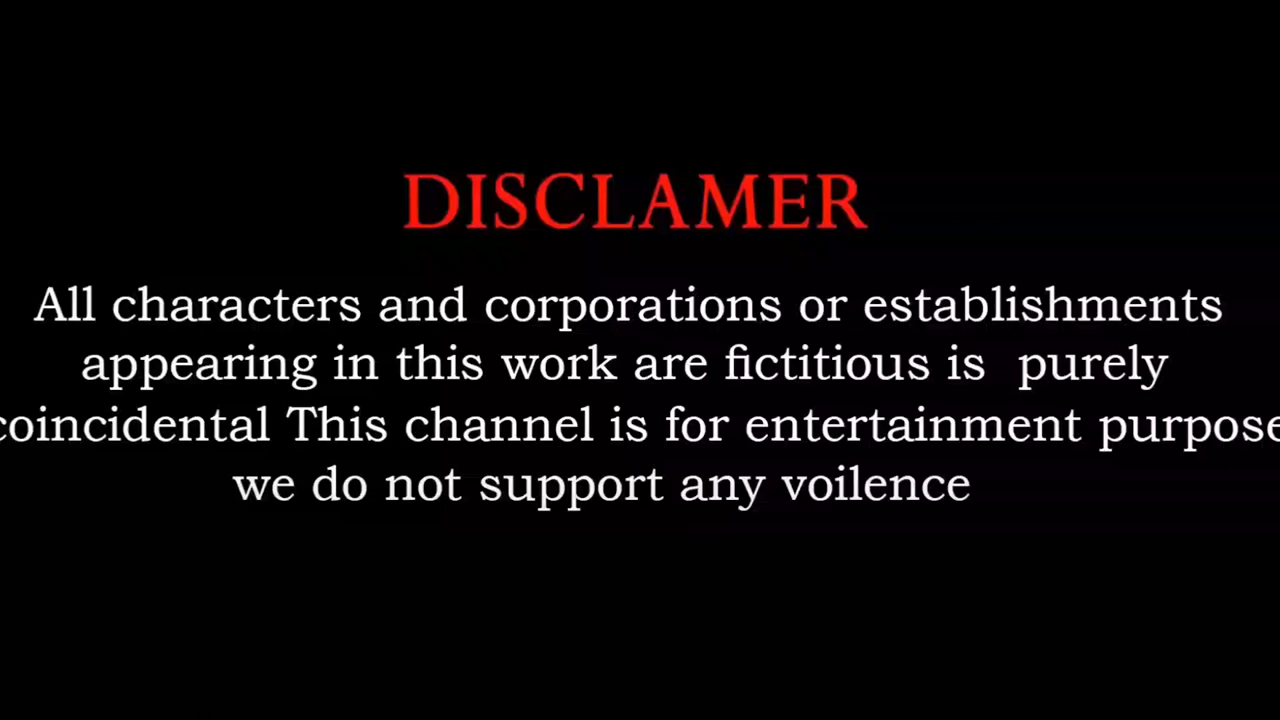 DISCLAMER
All characters and corporations or establishments
appearing in this work are fictitious is purely
coincidental This channel is for entertainment purpose
we do not support any voilence